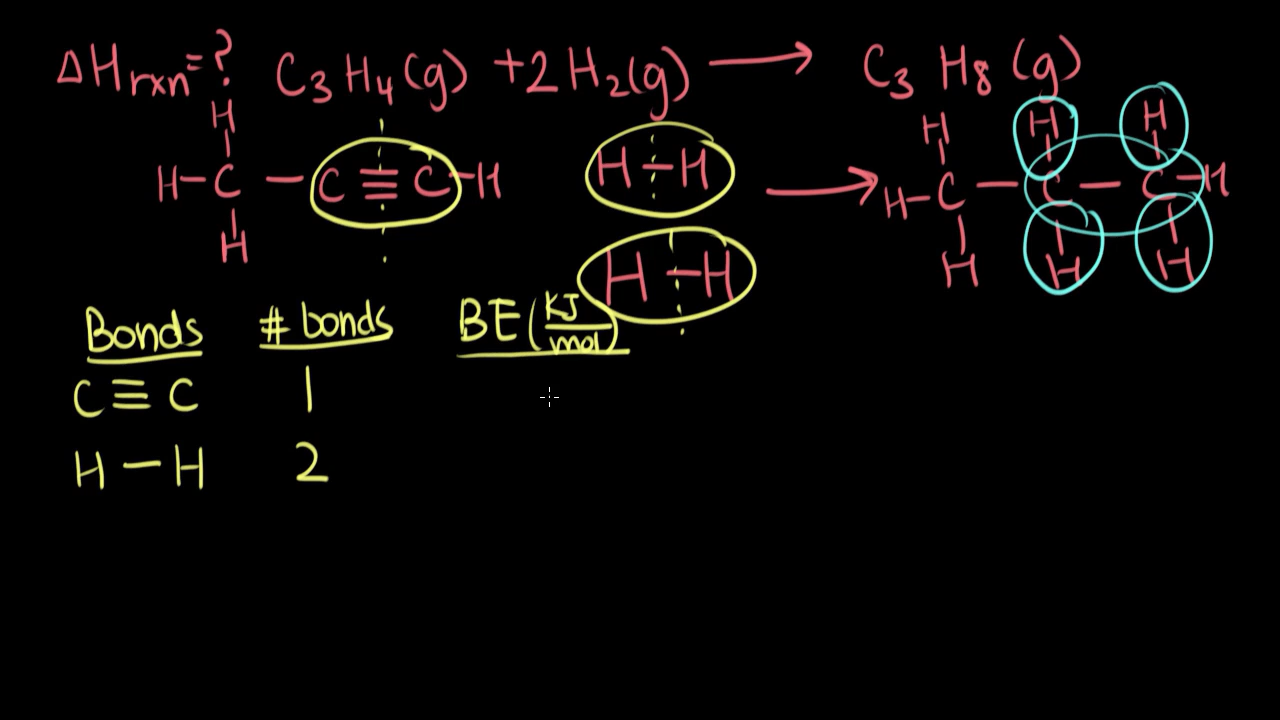 ΔHrxn = ? C₃H₄(g) + 2H₂(g) → C₃H₈(g)
H H H H
H – C – C ≡ C – H H – H → H – C – C – C – H
H H H H
H – H
Bonds # bonds BE (KJ/mol)
C ≡ C 1
H – H 2